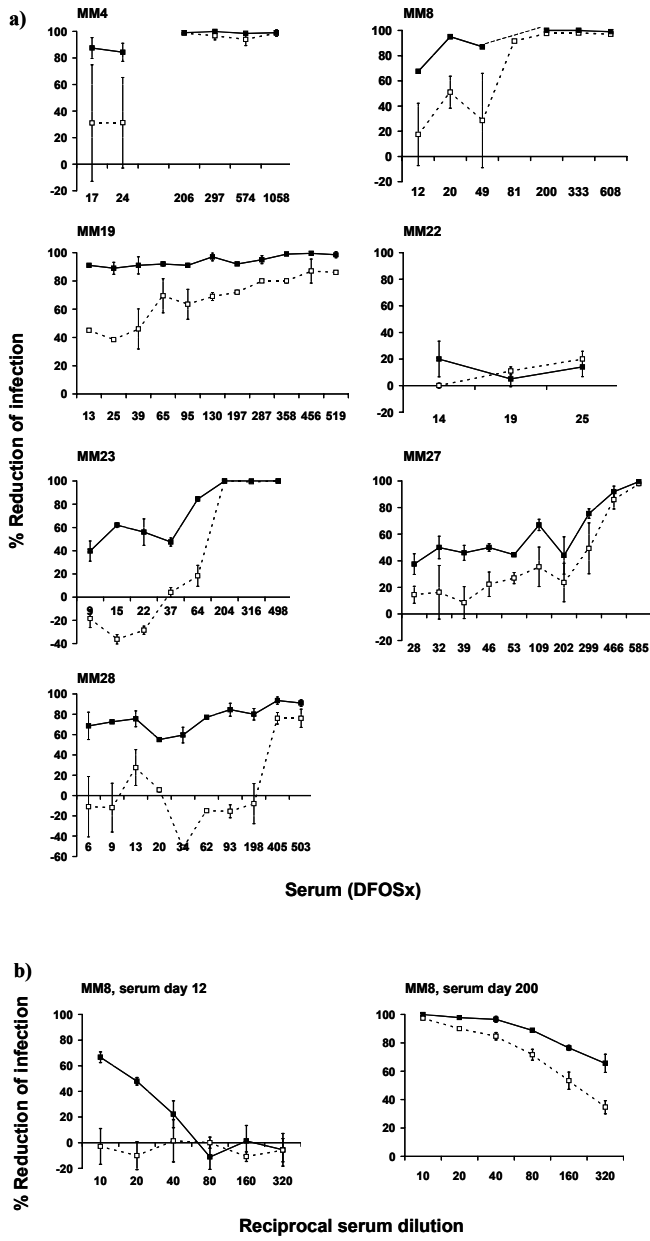 a)
MM4
100
80
60
40
20
0
-20
17 24 206 297 574 1058
MM8
100
80
60
40
20
0
-20
12 20 49 81 200 333 608
MM19
100
80
60
40
20
0
13 25 39 65 95 130 197 287 358 456 519
MM22
100
80
60
40
20
0
-20
14 19 25
MM23
100
80
60
40
20
0
-20
-40
9 15 22 37 64 204 316 498
MM27
100
80
60
40
20
0
-20
28 32 39 46 53 109 202 299 466 585
MM28
100
80
60
40
20
0
-20
-40
-60
6 9 13 20 34 62 93 198 405 503
% Reduction of infection
Serum (DFOSx)
b)
MM8, serum day 12
100
80
60
40
20
0
-20
10 20 40 80 160 320
MM8, serum day 200
100
80
60
40
20
0
10 20 40 80 160 320
% Reduction of infection
Reciprocal serum dilution